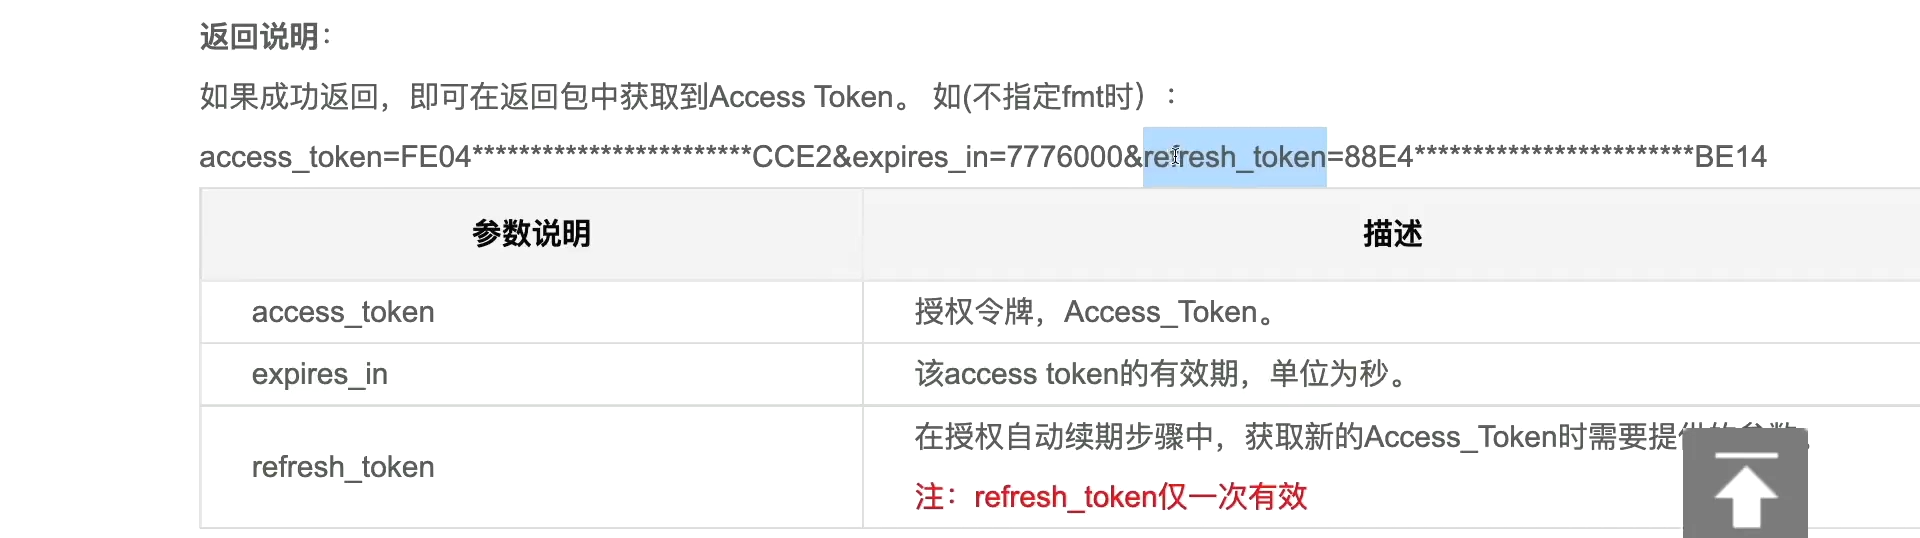 返回说明：
如果成功返回，即可在返回包中获取到Access Token。 如(不指定fmt时）：
access_token=FE04************************CCE2&expires_in=7776000&refresh_token=88E4************************BE14
参数说明 描述
access_token 授权令牌，Access_Token。
expires_in 该access token的有效期，单位为秒。
refresh_token 在授权自动续期步骤中，获取新的Access_Token时需要提供的参数。
注：refresh_token仅一次有效